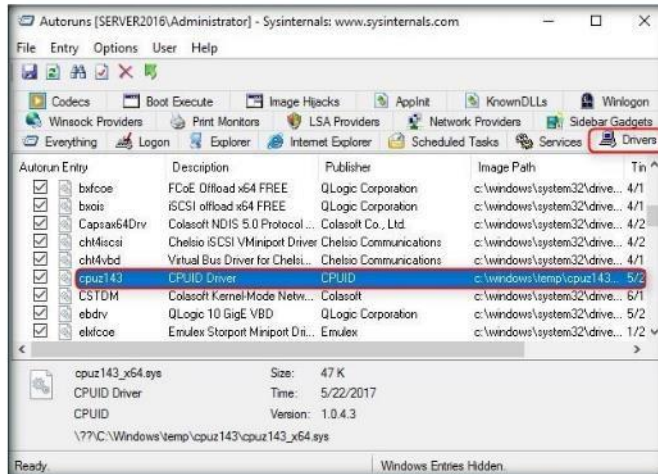 Autoruns [SERVER2016\Administrator] - Sysinternals: www.sysinternals.com
File Entry Options User Help
Codecs Boot Execute Image Hijacks AppInit KnownDLLs Winlogon
Winsock Providers Print Monitors LSA Providers Network Providers Sidebar Gadgets
Everything Logon Explorer Internet Explorer Scheduled Tasks Services Drivers
Autorun Entry Description Publisher Image Path Tin
bxfcoe FCoE Offload x64 FREE QLogic Corporation c:\windows\system32\drive... 4/1
bxois iSCSI offload x64 FREE QLogic Corporation c:\windows\system32\drive... 4/1
Capsax64Drv Colasoft NDIS 5.0 Protocol ... Colasoft Co., Ltd. c:\windows\system32\drive... 4/2
cht4iscsi Chelsio iSCSI VMiniport Driver Chelsio Communications c:\windows\system32\drive... 4/2
cht4vbd Virtual Bus Driver for Chelsi... Chelsio Communications c:\windows\system32\drive... 4/1
cpuz143 CPUID Driver CPUID c:\windows\temp\cpuz143... 5/2
CSTDM Colasoft Kernel-Mode Netw... Colasoft c:\windows\system32\drive... 6/1
ebdrv QLogic 10 GigE VBD QLogic Corporation c:\windows\system32\drive... 5/2
elxfcoe Emulex Storport Miniport Dri... Emulex c:\windows\system32\drive... 1/2
cpuz143_x64.sys Size: 47 K
CPUID Driver Time: 5/22/2017
CPUID Version: 1.0.4.3
\??\C:\Windows\temp\cpuz143\cpuz143_x64.sys
Ready. Windows Entries Hidden.